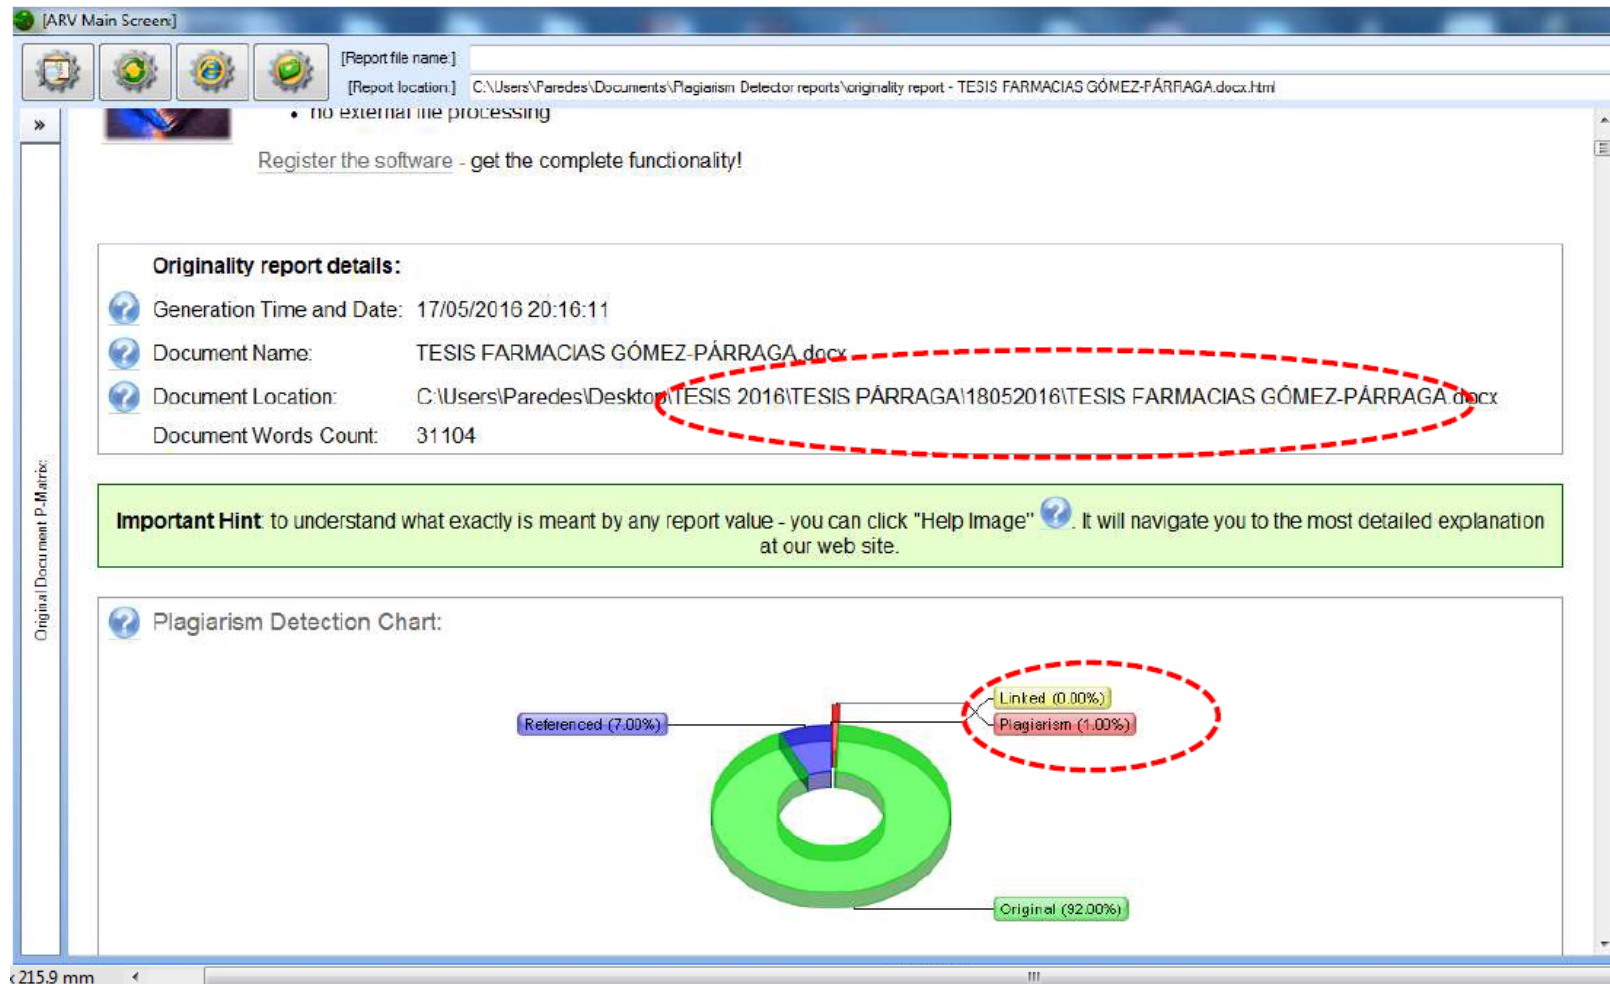 [ARV Main Screen:]
[Report file name:]
[Report location:] C:\Users\Paredes\Documents\Plagiarism Detector reports\originality report - TESIS FARMACIAS GÓMEZ-PÁRRAGA.docx.html
»
• no external file processing
Register the software - get the complete functionality!
Originality report details:
Generation Time and Date: 17/05/2016 20:16:11
Document Name: TESIS FARMACIAS GÓMEZ-PÁRRAGA.docx
Document Location: C:\Users\Paredes\Desktop\TESIS 2016\TESIS PÁRRAGA\18052016\TESIS FARMACIAS GÓMEZ-PÁRRAGA.docx
Document Words Count: 31104
Original Document P-Matrix:
Important Hint: to understand what exactly is meant by any report value - you can click "Help Image" . It will navigate you to the most detailed explanation
at our web site.
Plagiarism Detection Chart:
Linked (0.00%)
Referenced (7.00%)
Plagiarism (1.00%)
Original (92.00%)
x 215.9 mm